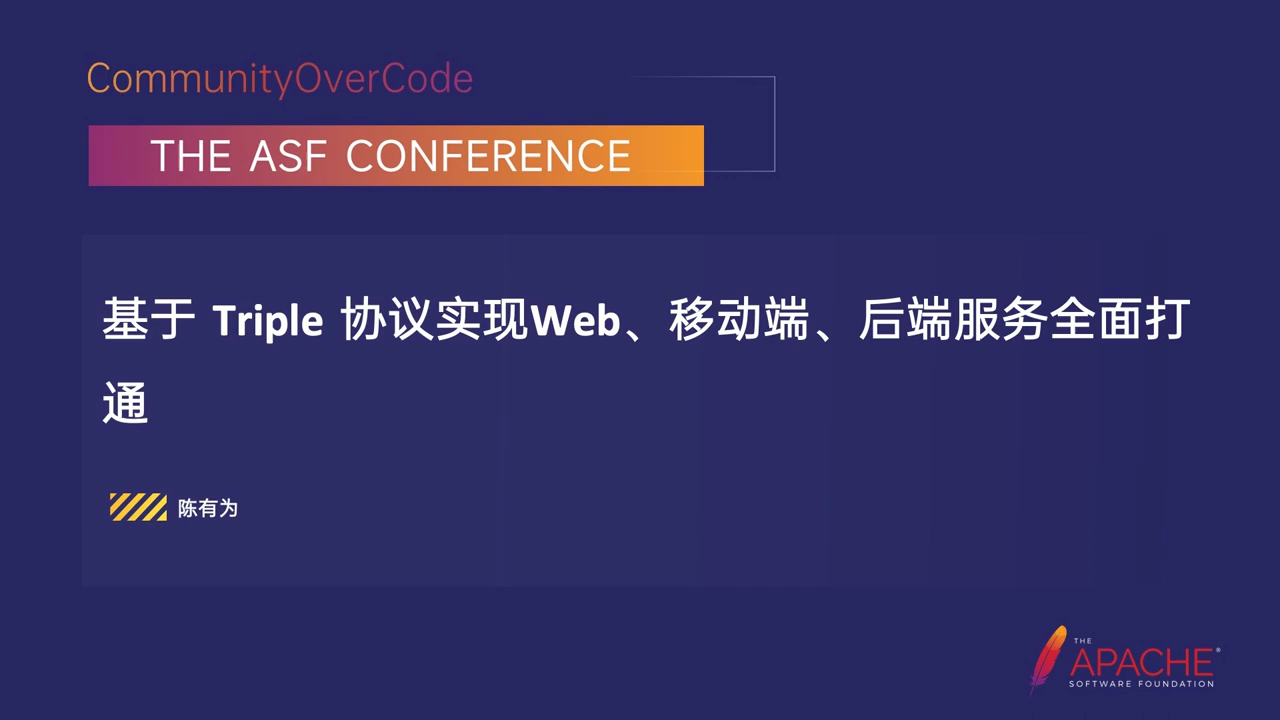 CommunityOverCode
THE ASF CONFERENCE
基于 Triple 协议实现Web、移动端、后端服务全面打
通
陈有为
THE
APACHE®
SOFTWARE FOUNDATION